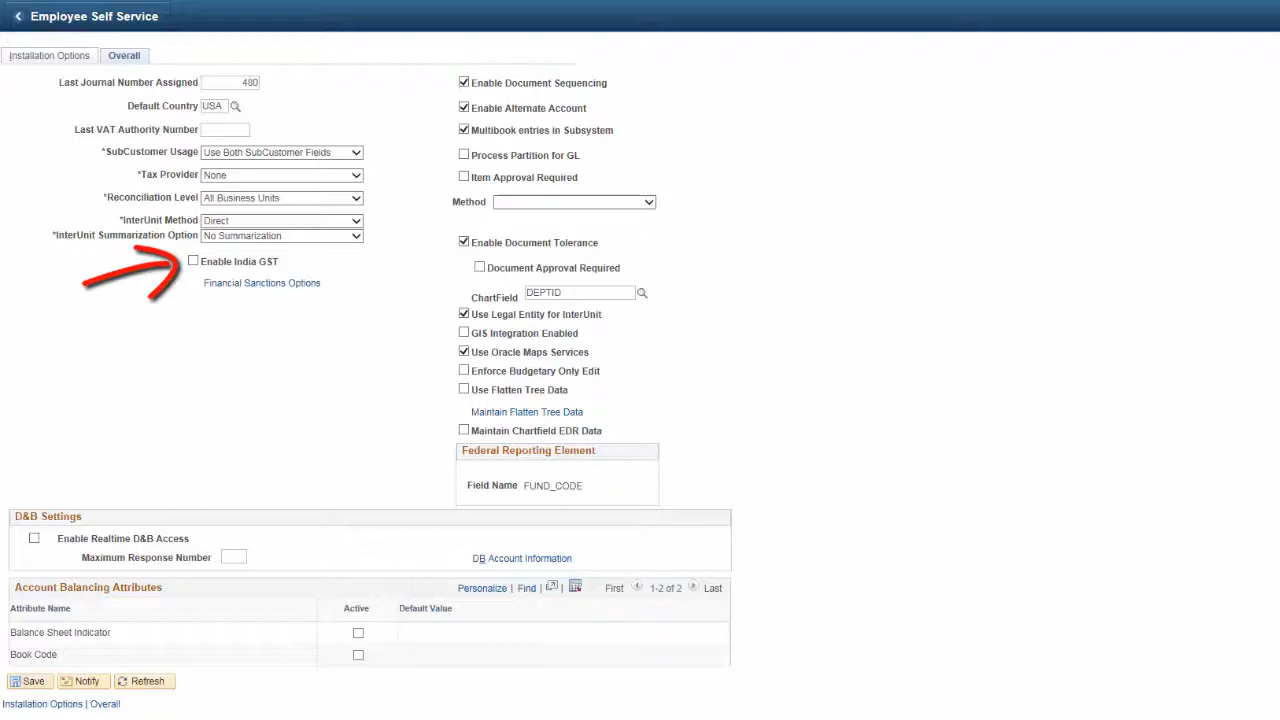 Employee Self Service
Installation Options
Overall
Last Journal Number Assigned 480
Default Country USA
Last VAT Authority Number
*SubCustomer Usage Use Both SubCustomer Fields
*Tax Provider None
*Reconciliation Level All Business Units
*InterUnit Method Direct
*InterUnit Summarization Option No Summarization
Enable India GST
Financial Sanctions Options
Enable Document Sequencing
Enable Alternate Account
Multibook entries in Subsystem
Process Partition for GL
Item Approval Required
Method
Enable Document Tolerance
Document Approval Required
ChartField DEPTID
Use Legal Entity for InterUnit
GIS Integration Enabled
Use Oracle Maps Services
Enforce Budgetary Only Edit
Use Flatten Tree Data
Maintain Flatten Tree Data
Maintain Chartfield EDR Data
Federal Reporting Element
Field Name FUND_CODE
D&B Settings
Enable Realtime D&B Access
Maximum Response Number
DB Account Information
Account Balancing Attributes Personalize | Find | | First 1-2 of 2 Last
Attribute Name Active Default Value
Balance Sheet Indicator
Book Code
Save Notify Refresh
Installation Options | Overall